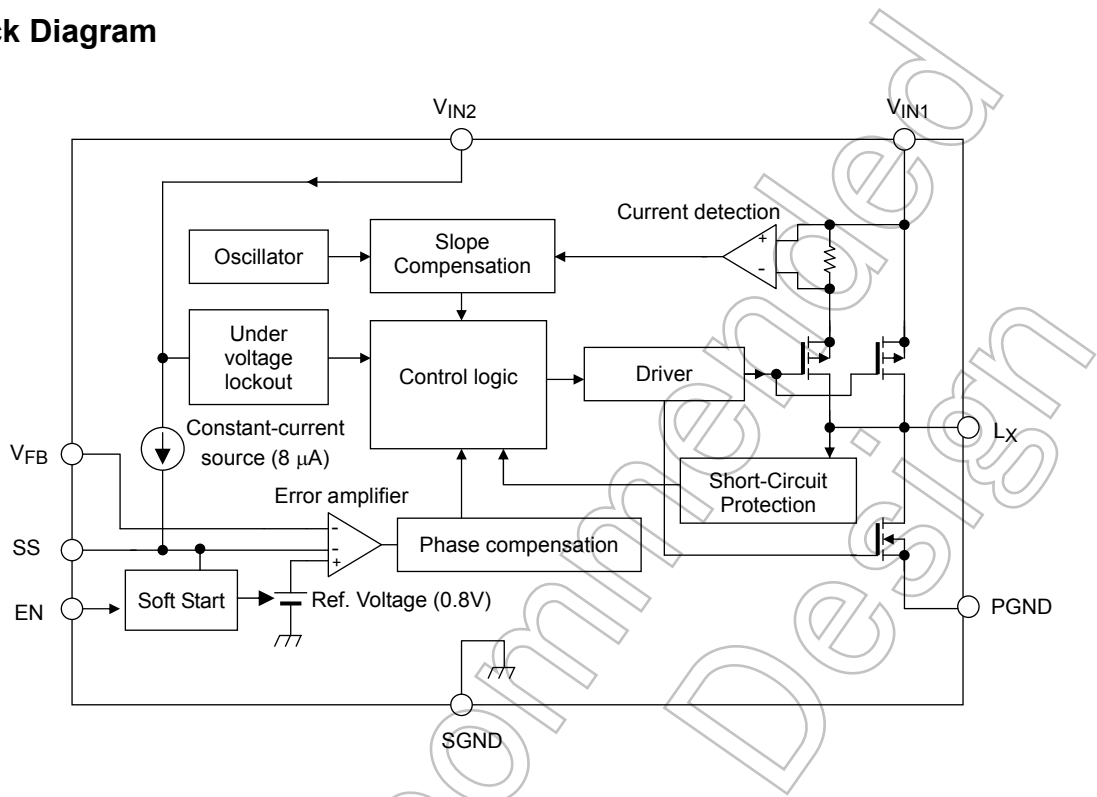 ck Diagram
VIN2
VIN1
Current detection
+
-
Oscillator
Slope
Compensation
Under
voltage
lockout
Control logic
Driver
Constant-current
source (8 μA)
VFB
LX
Short-Circuit
Protection
Error amplifier
-
-
+
Phase compensation
SS
EN
Soft Start
Ref. Voltage (0.8V)
PGND
SGND
ommended
Design